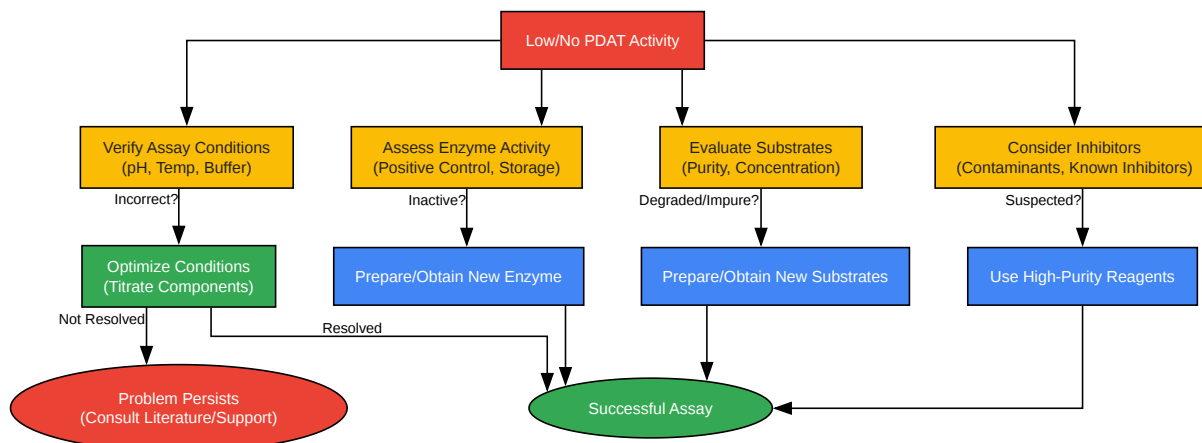 Low/No PDAT Activity
Verify Assay Conditions
(pH, Temp, Buffer)
Assess Enzyme Activity
(Positive Control, Storage)
Evaluate Substrates
(Purity, Concentration)
Consider Inhibitors
(Contaminants, Known Inhibitors)
Incorrect?
Inactive?
Degraded/Impure?
Suspected?
Optimize Conditions
(Titrate Components)
Prepare/Obtain New Enzyme
Prepare/Obtain New Substrates
Use High-Purity Reagents
Not Resolved
Resolved
Problem Persists
(Consult Literature/Support)
Successful Assay